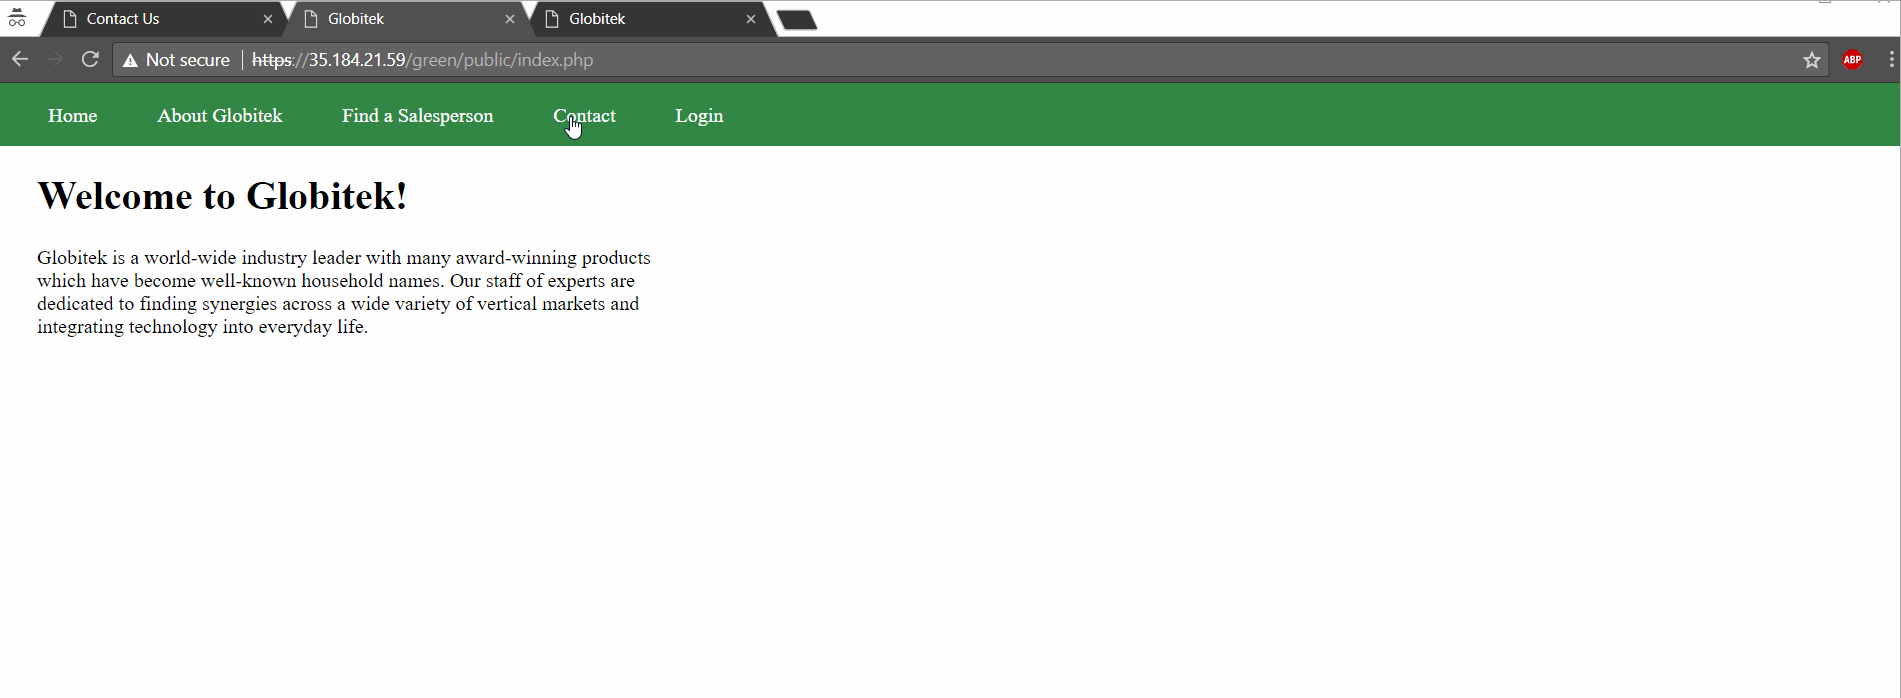 Contact Us
Globitek
Globitek
Not secure https://35.184.21.59/green/public/index.php
ABP
Home About Globitek Find a Salesperson Contact Login
Welcome to Globitek!
Globitek is a world-wide industry leader with many award-winning products
which have become well-known household names. Our staff of experts are
dedicated to finding synergies across a wide variety of vertical markets and
integrating technology into everyday life.